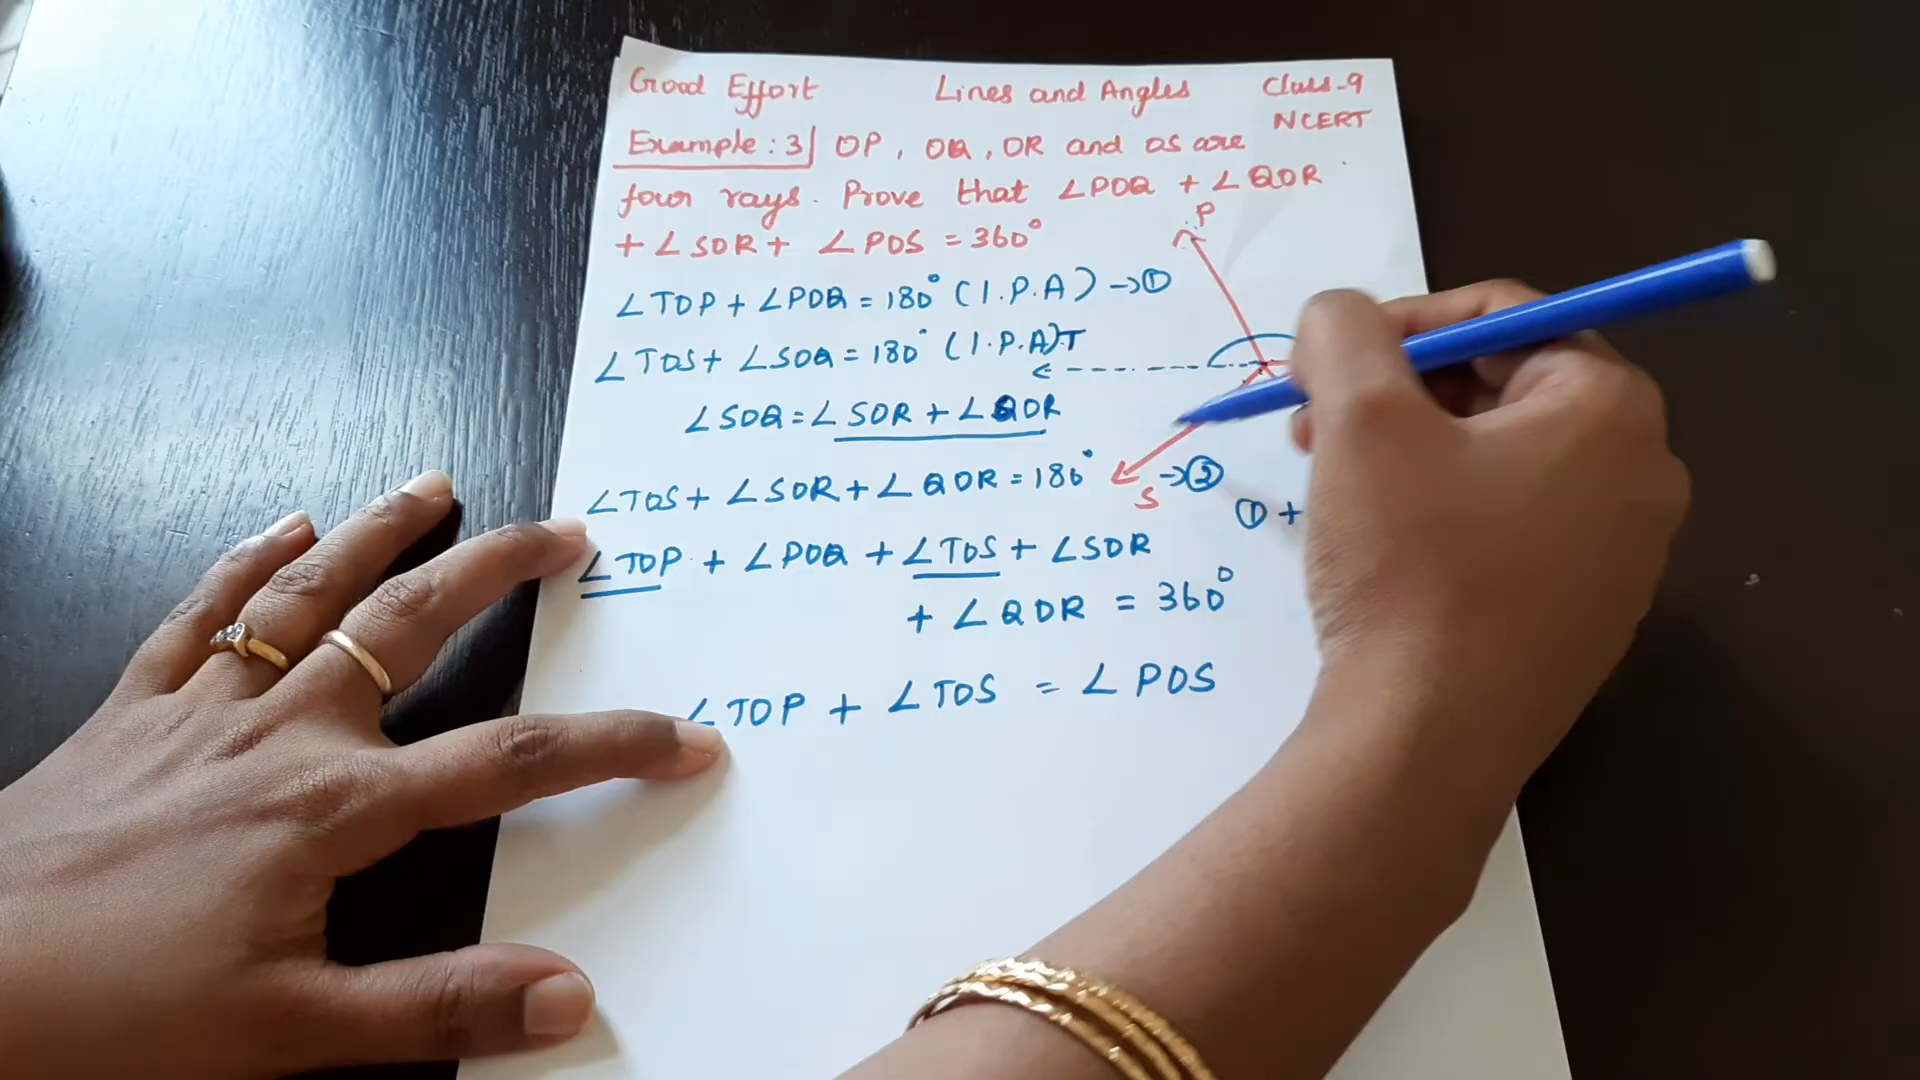 Good Effort Lines and Angles Class-9
NCERT
Example : 3 OP, OQ, OR and OS are
four rays. Prove that ∠POQ + ∠QOR
+ ∠SOR + ∠POS = 360°
P
∠TOP + ∠POQ = 180° (I.P.A) → ①
∠TOS + ∠SOQ = 180° (I.P.A) T
∠SOQ = ∠SOR + ∠QOR
∠TOS + ∠SOR + ∠QOR = 180° → ②
S
① +
∠TOP + ∠POQ + ∠TOS + ∠SOR
+ ∠QOR = 360°
∠TOP + ∠TOS = ∠POS